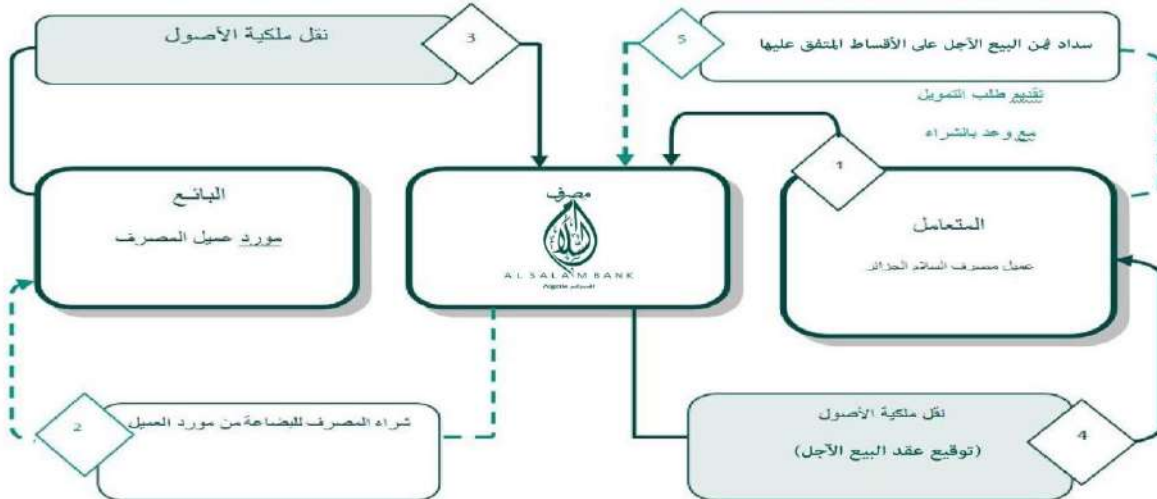 نقل ملكية الأصول
3
5
سداد ثمن البيع الآجل على الأقساط المتفق عليها
تقديم طلب التمويل
مع وعد بالشراء
1
البائع
مورد عميل المصرف
مصرف
السلام
AL SALAM BANK
Algeria الجزائر
المتعامل
عميل مصرف السلام الجزائر
2
شراء المصرف للبضاعة من مورد العميل
نقل ملكية الأصول
(توقيع عقد البيع الآجل)
4